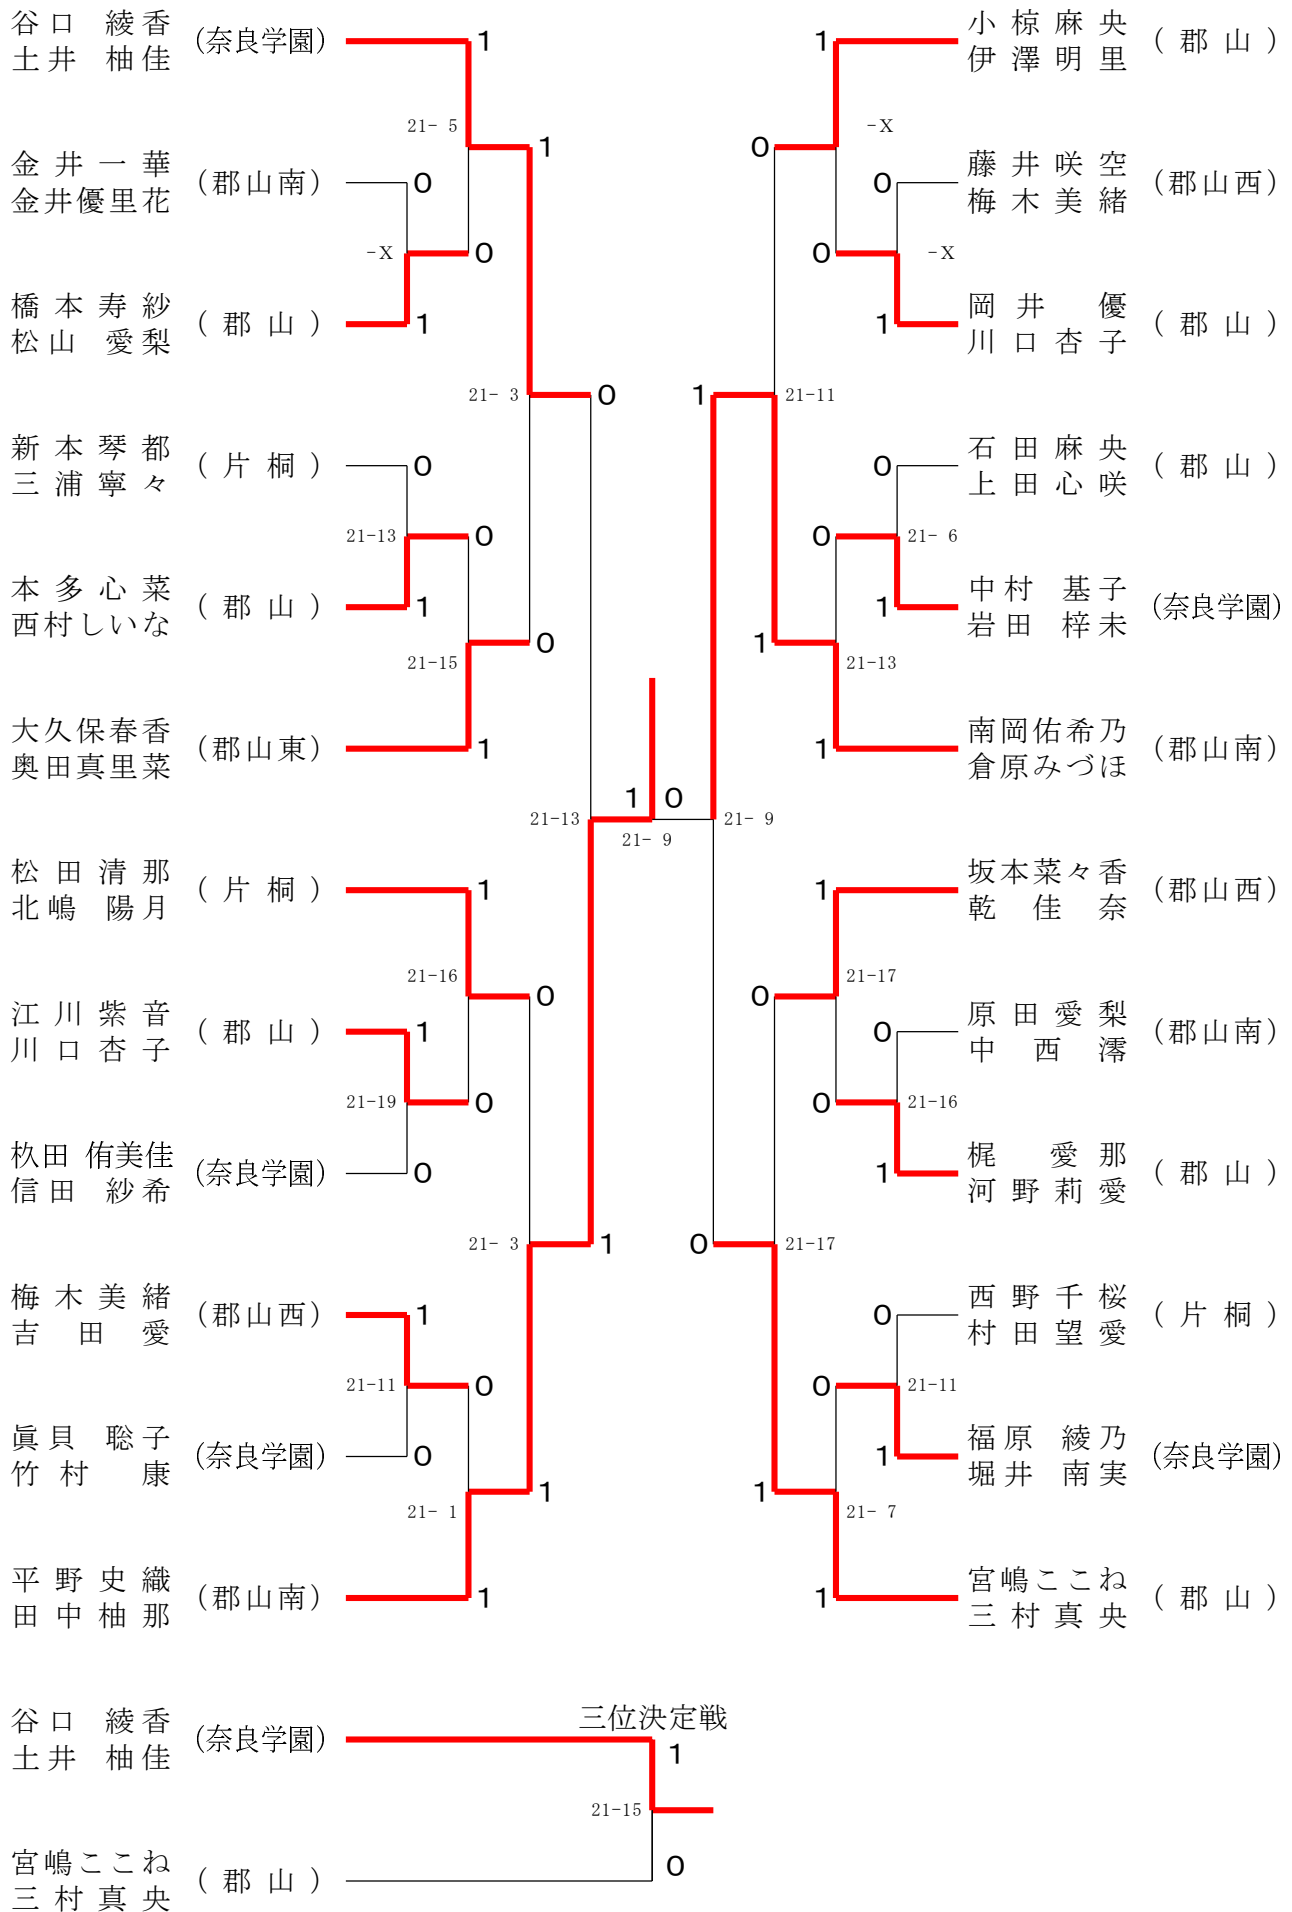 谷口 綾香
土井 柚佳
(奈良学園)
1
21- 5
1
金井一華
金井優里花
(郡山南)
0
-X
0
橋本寿紗
松山 愛梨
(郡山)
1
21- 3
0
新本琴都
三浦寧々
(片桐)
0
21-13
0
本多心菜
西村しいな
(郡山)
1
21-15
0
大久保春香
奥田真里菜
(郡山東)
1
21-13
1
0
21- 9
松田清那
北嶋 陽月
(片桐)
1
21-16
0
江川紫音
川口杏子
(郡山)
1
21-19
0
杦田 侑美佳
信田 紗希
(奈良学園)
0
21- 3
1
梅木美緒
吉田愛
(郡山西)
1
21-11
0
眞貝 聡子
竹村 康
(奈良学園)
0
21- 1
1
平野史織
田中柚那
(郡山南)
1
1
小椋麻央
伊澤明里
(郡山)
-X
0
0
藤井咲空
梅木美緒
(郡山西)
0
-X
1
岡井 優
川口杏子
(郡山)
1
21-11
0
石田麻央
上田心咲
(郡山)
0
21- 6
1
中村 基子
岩田 梓未
(奈良学園)
1
21-13
1
南岡佑希乃
倉原みづほ
(郡山南)
21- 9
1
坂本菜々香
乾佳奈
(郡山西)
21-17
0
0
原田愛梨
中西澪
(郡山南)
0
21-16
1
梶 愛那
河野莉愛
(郡山)
0
21-17
0
西野千桜
村田望愛
(片桐)
0
21-11
1
福原 綾乃
堀井 南実
(奈良学園)
1
21- 7
1
宮嶋ここね
三村真央
(郡山)
三位決定戦
谷口 綾香
土井 柚佳
(奈良学園)
1
21-15
0
宮嶋ここね
三村真央
(郡山)